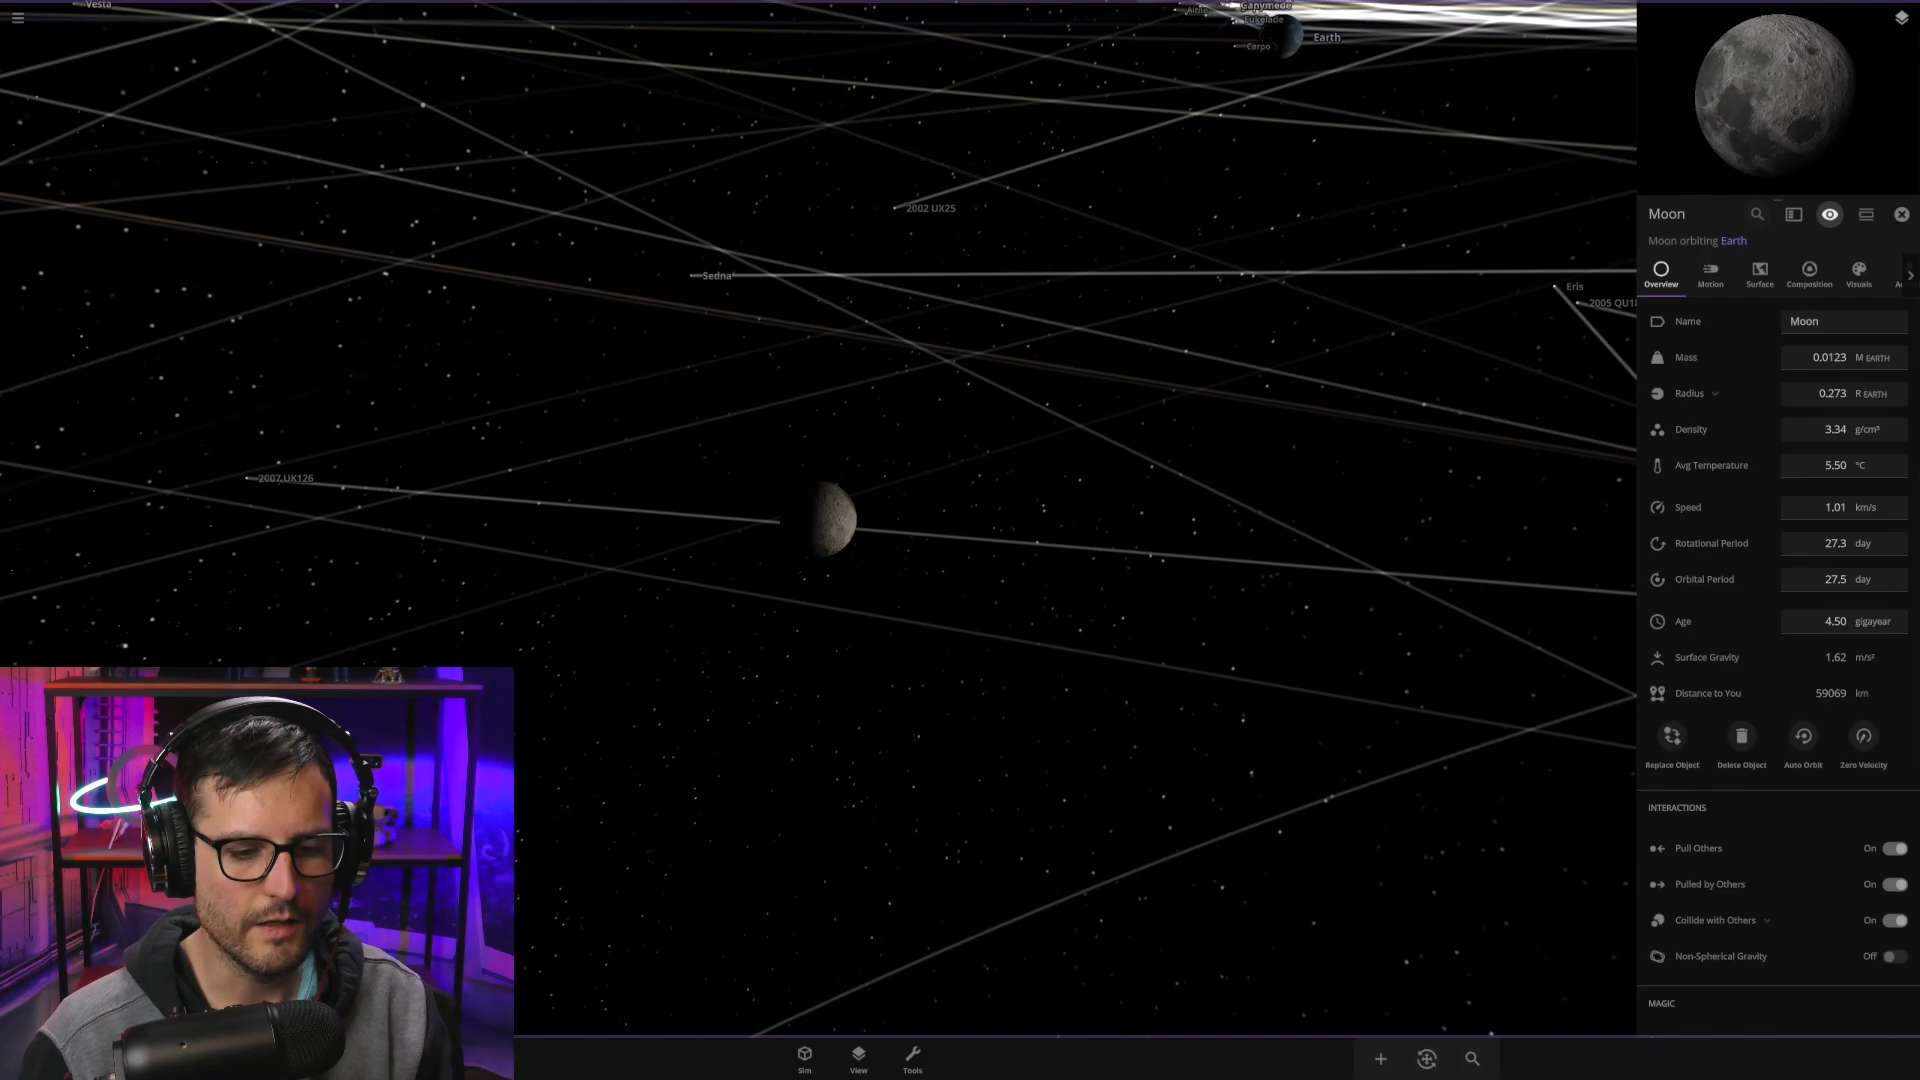 Vesta
Aitne
Ganymede
Eukelade
Earth
Carpo
2002 UX25
Sedna
Eris
2005 QU18
2007 UK126
Moon
Moon orbiting Earth
Overview
Motion
Surface
Composition
Visuals
Name
Moon
Mass
0.0123 M EARTH
Radius
0.273 R EARTH
Density
3.34 g/cm³
Avg Temperature
5.50 °C
Speed
1.01 km/s
Rotational Period
27.3 day
Orbital Period
27.5 day
Age
4.50 gigayear
Surface Gravity
1.62 m/s²
Distance to You
59069 km
Replace Object
Delete Object
Auto Orbit
Zero Velocity
INTERACTIONS
Pull Others
On
Pulled by Others
On
Collide with Others
On
Non-Spherical Gravity
Off
MAGIC
Sim
View
Tools